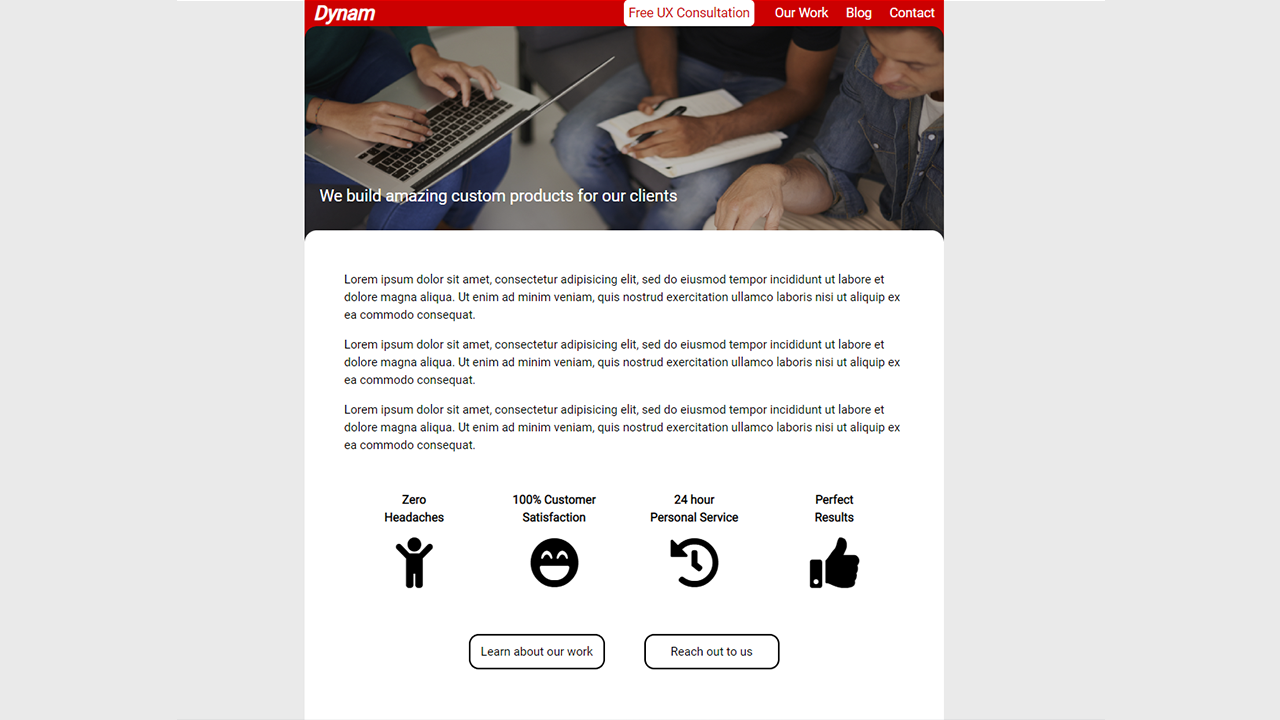 Dynam
Free UX Consultation
Our Work
Blog
Contact
We build amazing custom products for our clients
Lorem ipsum dolor sit amet, consectetur adipisicing elit, sed do eiusmod tempor incididunt ut labore et
dolore magna aliqua. Ut enim ad minim veniam, quis nostrud exercitation ullamco laboris nisi ut aliquip ex
ea commodo consequat.
Lorem ipsum dolor sit amet, consectetur adipisicing elit, sed do eiusmod tempor incididunt ut labore et
dolore magna aliqua. Ut enim ad minim veniam, quis nostrud exercitation ullamco laboris nisi ut aliquip ex
ea commodo consequat.
Lorem ipsum dolor sit amet, consectetur adipisicing elit, sed do eiusmod tempor incididunt ut labore et
dolore magna aliqua. Ut enim ad minim veniam, quis nostrud exercitation ullamco laboris nisi ut aliquip ex
ea commodo consequat.
Zero
Headaches
100% Customer
Satisfaction
24 hour
Personal Service
Perfect
Results
Learn about our work
Reach out to us